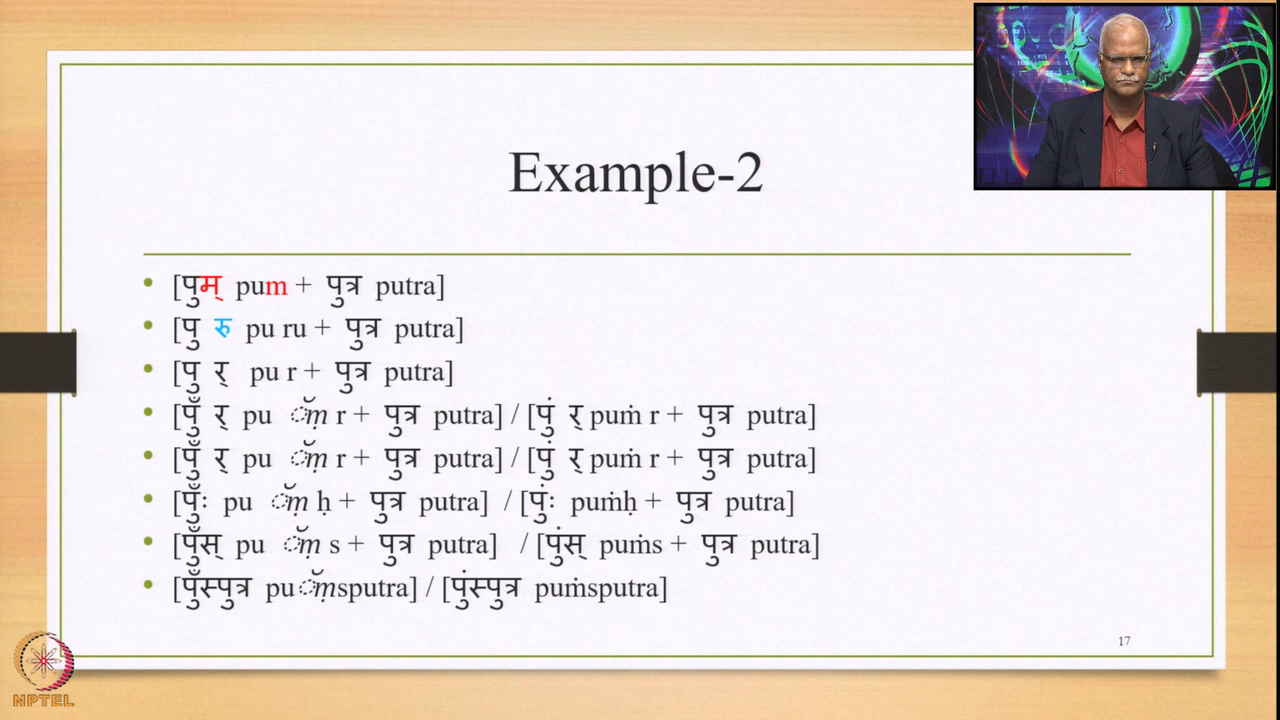 Example-2
• [पुम् pum + पुत्र putra]
• [पु रु pu ru + पुत्र putra]
• [पु र् pu r + पुत्र putra]
• [पुँ र् pu ँṃ r + पुत्र putra] / [पुं र् puṁ r + पुत्र putra]
• [पुँ र् pu ँṃ r + पुत्र putra] / [पुं र् puṁ r + पुत्र putra]
• [पुँः pu ँṃ ḥ + पुत्र putra] / [पुंः puṁḥ + पुत्र putra]
• [पुँस् pu ँṃ s + पुत्र putra] / [पुंस् puṁs + पुत्र putra]
• [पुँस्पुत्र pu ँṃsputra] / [पुंस्पुत्र puṁsputra]
17
NPTEL